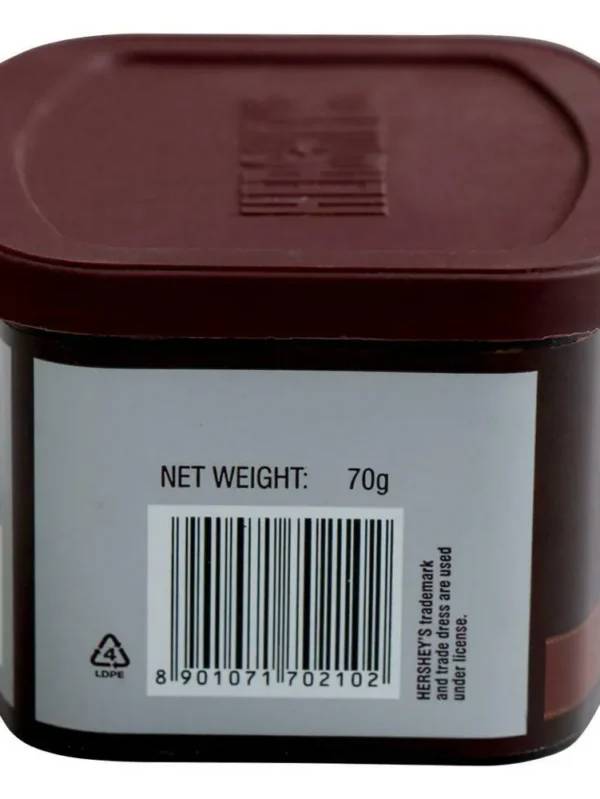 NET WEIGHT: 70g
4
LDPE
8 901071 702102
HERSHEY'S trademark
and trade dress are used
under license.